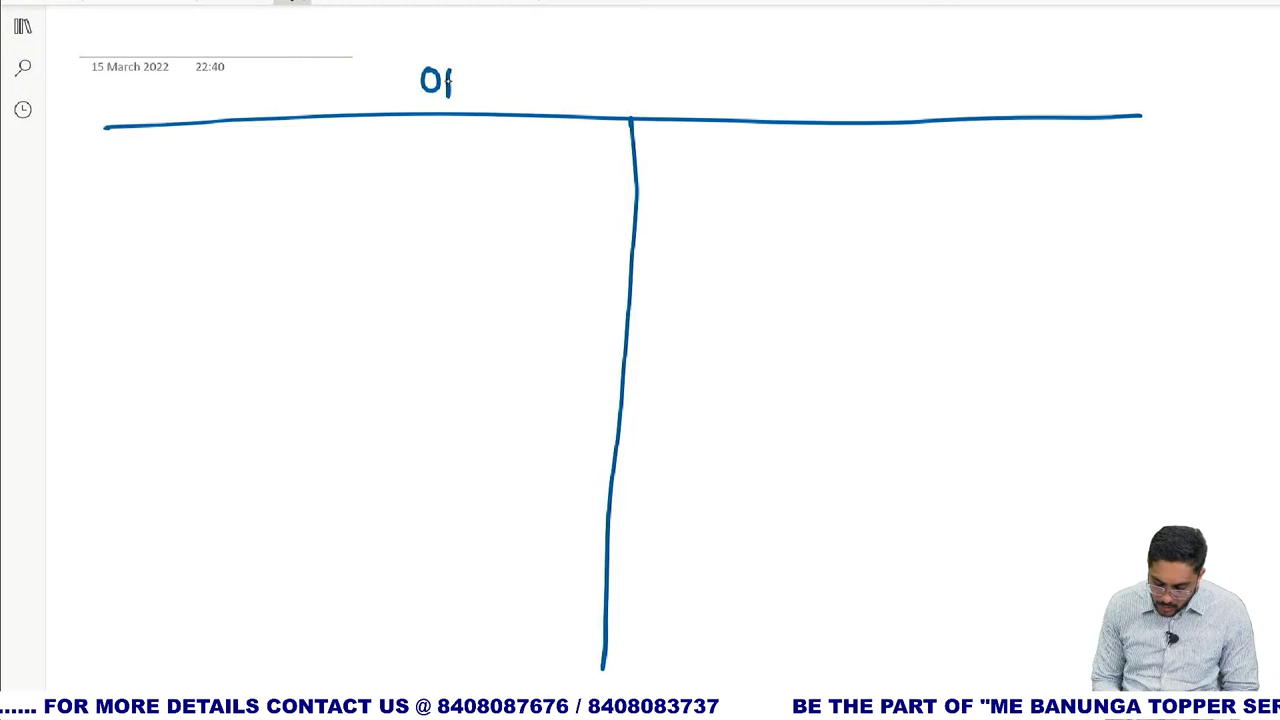 15 March 2022 22:40
...... FOR MORE DETAILS CONTACT US @ 8408087676 / 8408083737 BE THE PART OF "ME BANUNGA TOPPER SER